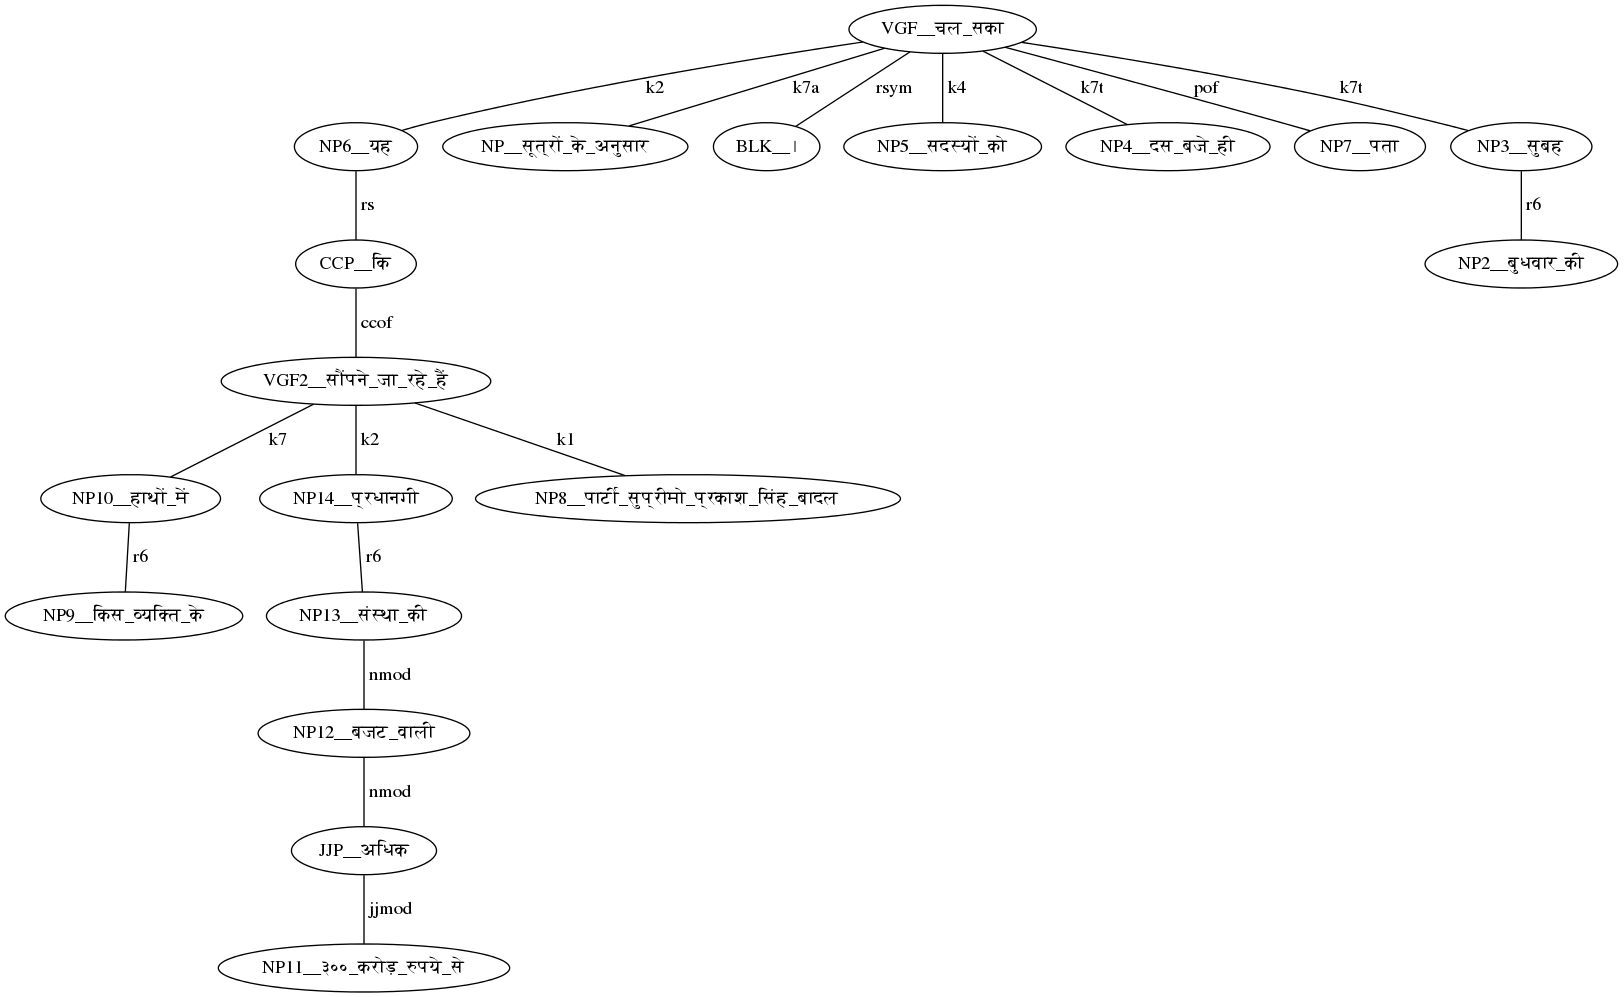 VGF__चल_सका
k2
k7a
rsym
k4
k7t
pof
k7t
NP6__यह
NP__सूत्रों_के_अनुसार
BLK__।
NP5__सदस्यों_को
NP4__दस_बजे_ही
NP7__पता
NP3__सुबह
rs
r6
CCP__कि
NP2__बुधवार_की
ccof
VGF2__सौंपने_जा_रहे_हैं
k7
k2
k1
NP10__हाथों_में
NP14__प्रधानगी
NP8__पार्टी_सुप्रीमो_प्रकाश_सिंह_बादल
r6
r6
NP9__किस_व्यक्ति_के
NP13__संस्था_की
nmod
NP12__बजट_वाली
nmod
JJP__अधिक
jjmod
NP11__३००_करोड़_रुपये_से